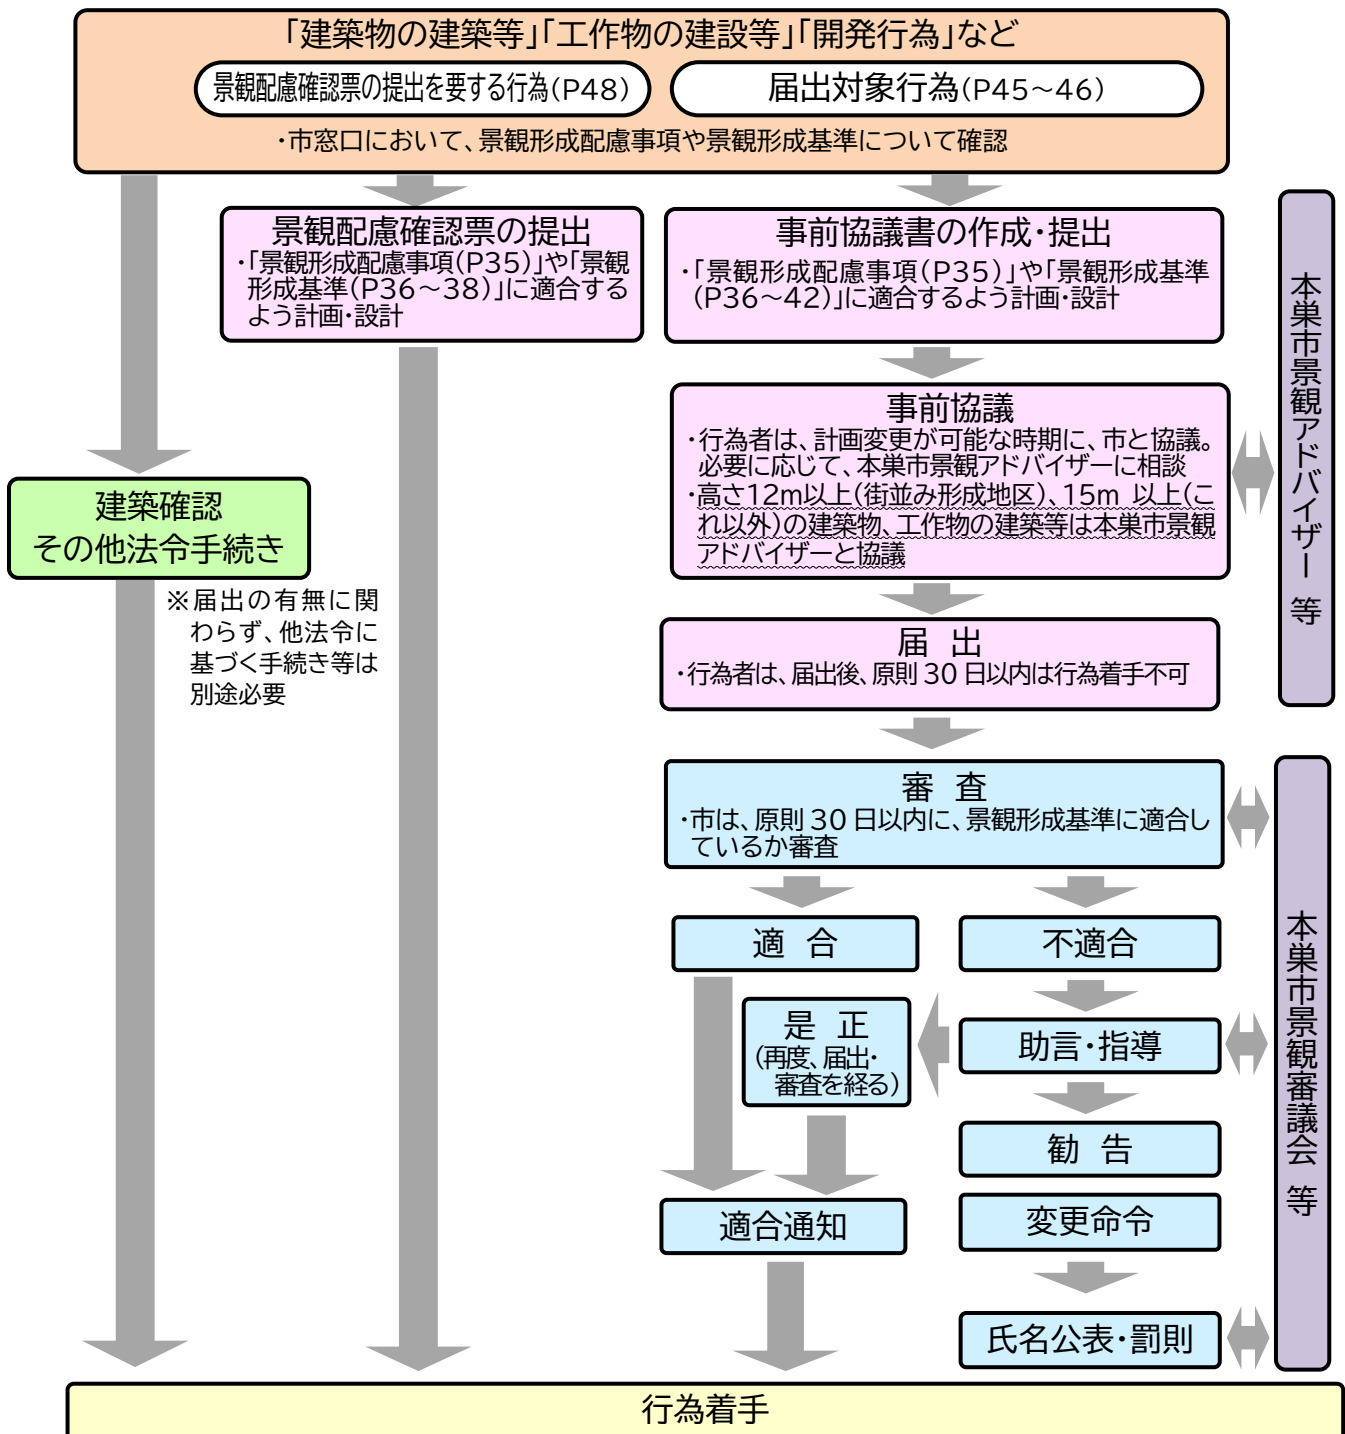 「建築物の建築等」「工作物の建設等」「開発行為」など
景観配慮確認票の提出を要する行為(P48)
届出対象行為(P45～46)
・市窓口において、景観形成配慮事項や景観形成基準について確認
景観配慮確認票の提出
・「景観形成配慮事項(P35)」や「景観
形成基準(P36～38)」に適合する
よう計画・設計
事前協議書の作成・提出
・「景観形成配慮事項(P35)」や「景観形成基準
(P36～42)」に適合するよう計画・設計
事前協議
・行為者は、計画変更が可能な時期に、市と協議。
必要に応じて、本巣市景観アドバイザーに相談
・高さ12m以上(街並み形成地区)、15m 以上(こ
れ以外)の建築物、工作物の建築等は本巣市景観
アドバイザーと協議
本巣市景観アドバイザー 等
建築確認
その他法令手続き
※届出の有無に関
わらず、他法令に
基づく手続き等は
別途必要
届 出
・行為者は、届出後、原則 30 日以内は行為着手不可
審 査
・市は、原則 30 日以内に、景観形成基準に適合し
ているか審査
適 合
不適合
是 正
(再度、届出・
審査を経る)
助言・指導
勧 告
適合通知
変更命令
氏名公表・罰則
本巣市景観審議会 等
行為着手